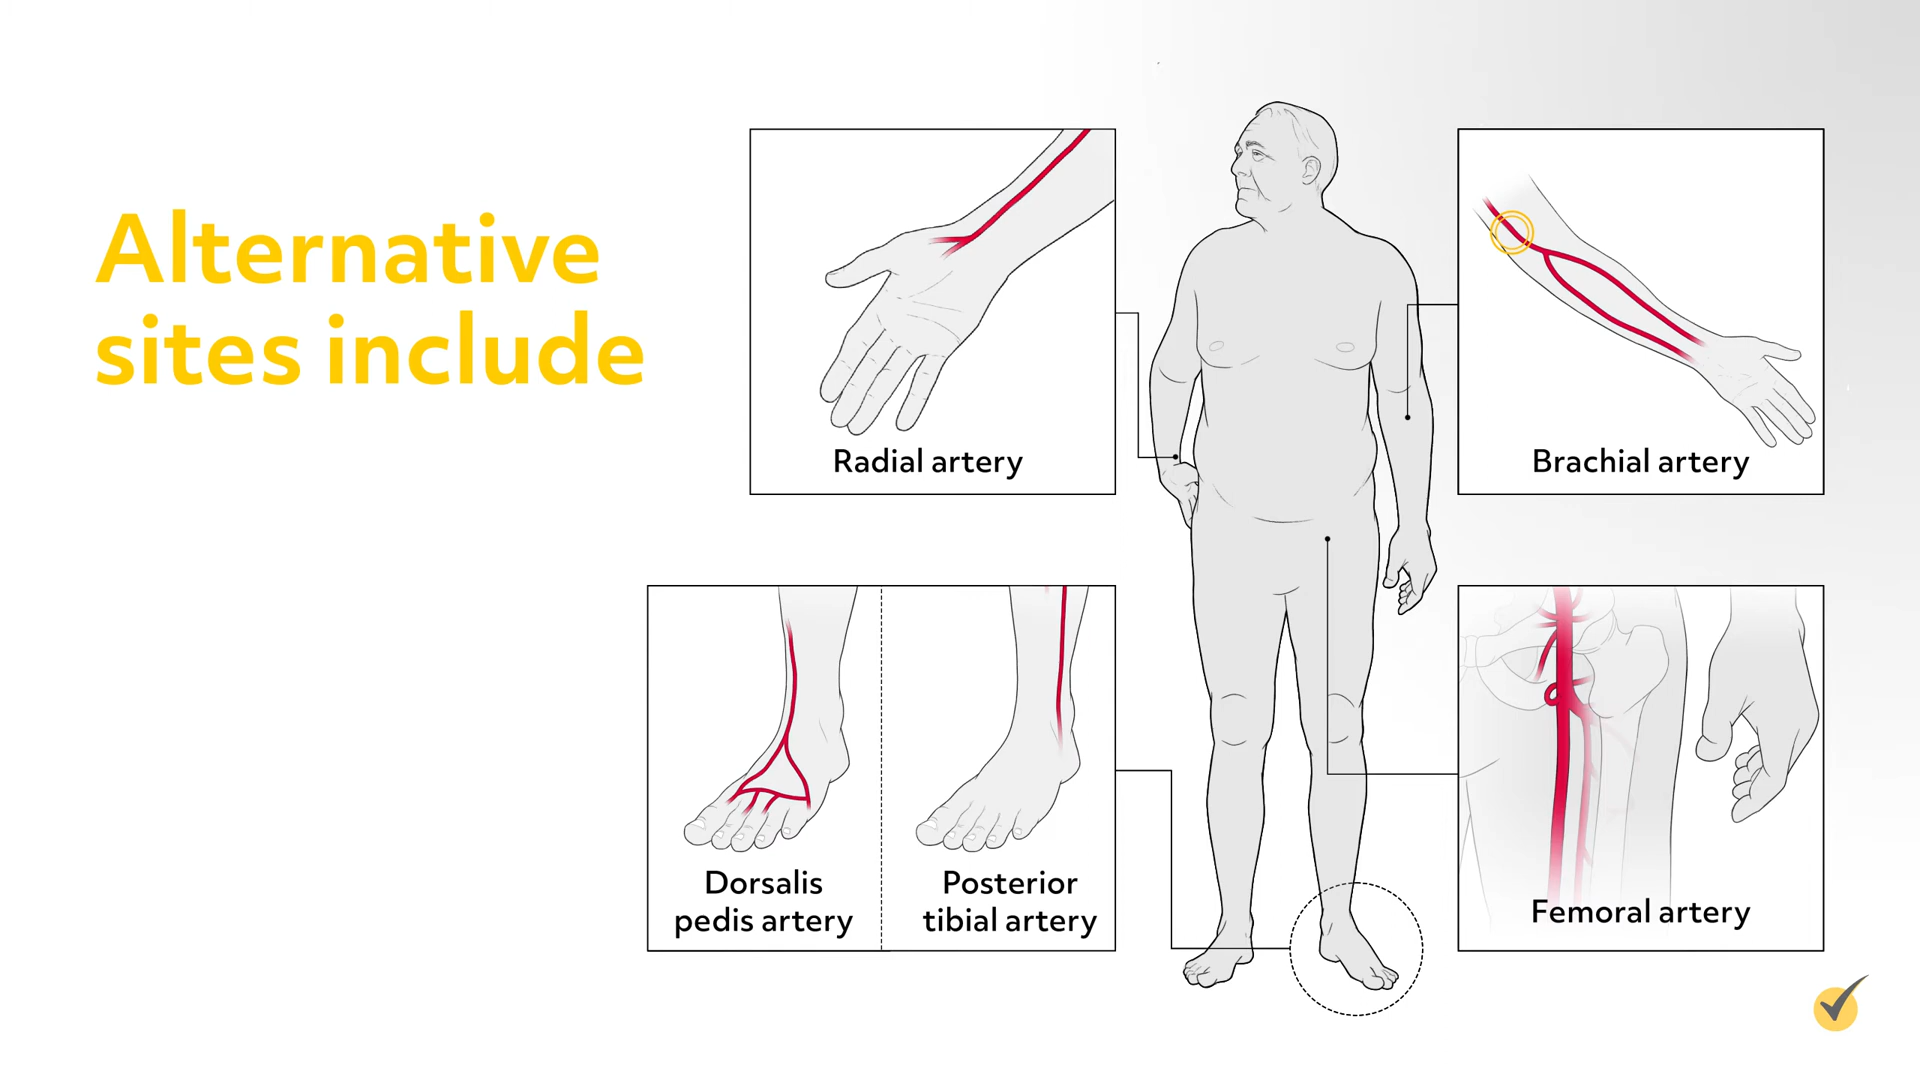 Alternative
sites include
Radial artery
Brachial artery
Dorsalis
pedis artery
Posterior
tibial artery
Femoral artery